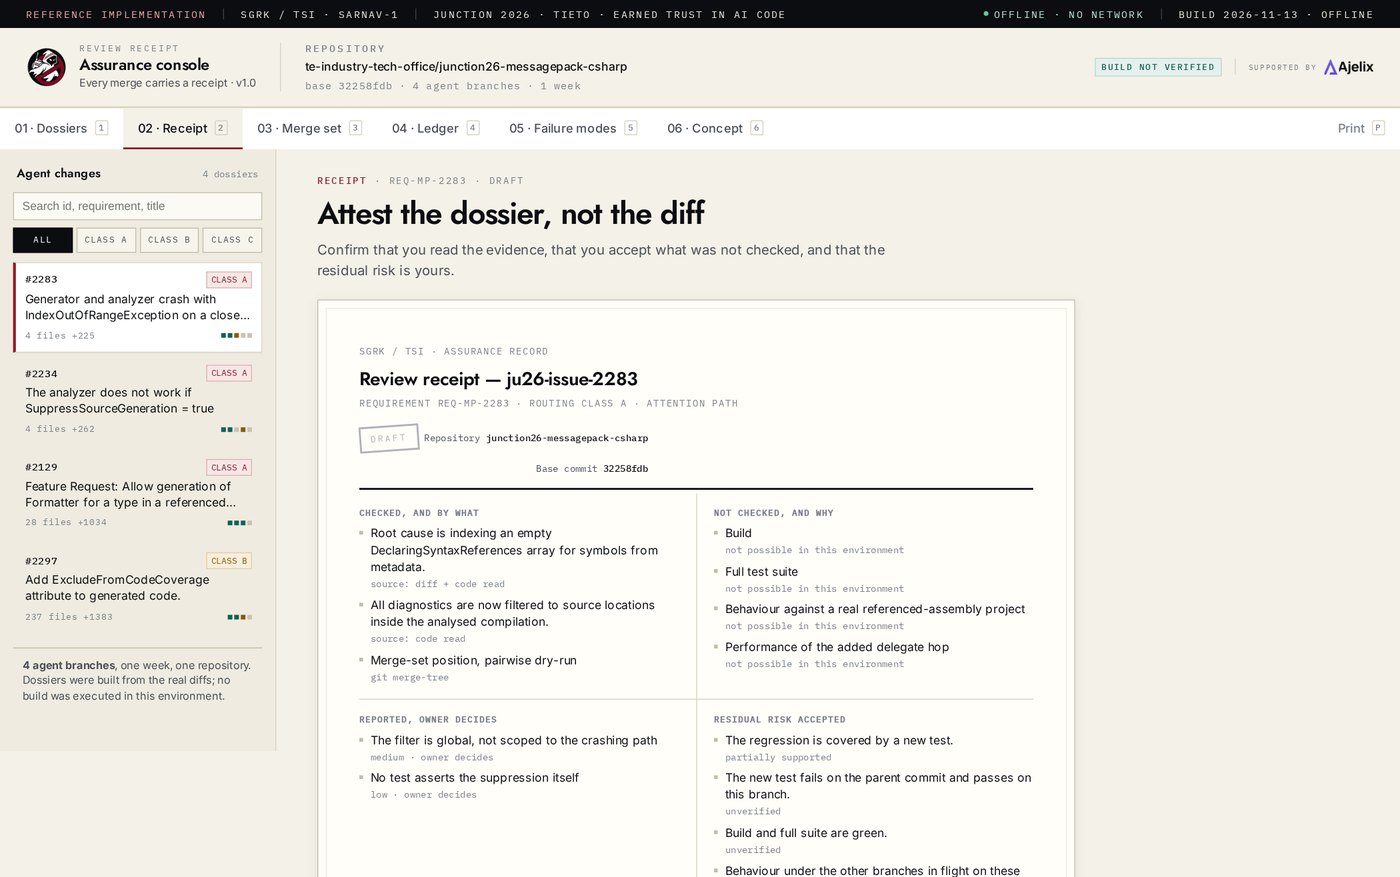 REFERENCE IMPLEMENTATION
SGRK / TSI · SARNAV-1
JUNCTION 2026 · TIETO · EARNED TRUST IN AI CODE
OFFLINE · NO NETWORK
BUILD 2026-11-13 · OFFLINE
REVIEW RECEIPT
Assurance console
Every merge carries a receipt · v1.0
REPOSITORY
te-industry-tech-office/junction26-messagepack-csharp
base 32258fdb · 4 agent branches · 1 week
BUILD NOT VERIFIED
SUPPORTED BY
Ajelix
01 · Dossiers 1
02 · Receipt 2
03 · Merge set 3
04 · Ledger 4
05 · Failure modes 5
06 · Concept 6
Print P
Agent changes
4 dossiers
Search id, requirement, title
ALL
CLASS A
CLASS B
CLASS C
#2283
CLASS A
Generator and analyzer crash with
IndexOutOfRangeException on a close...
4 files +225
#2234
CLASS A
The analyzer does not work if
SuppressSourceGeneration = true
4 files +262
#2129
CLASS A
Feature Request: Allow generation of
Formatter for a type in a referenced...
28 files +1034
#2297
CLASS B
Add ExcludeFromCodeCoverage
attribute to generated code.
237 files +1383
4 agent branches, one week, one repository.
Dossiers were built from the real diffs; no
build was executed in this environment.
RECEIPT · REQ-MP-2283 · DRAFT
Attest the dossier, not the diff
Confirm that you read the evidence, that you accept what was not checked, and that the
residual risk is yours.
SGRK / TSI · ASSURANCE RECORD
Review receipt — ju26-issue-2283
REQUIREMENT REQ-MP-2283 · ROUTING CLASS A · ATTENTION PATH
DRAFT
Repository junction26-messagepack-csharp
Base commit 32258fdb
CHECKED, AND BY WHAT
Root cause is indexing an empty
DeclaringSyntaxReferences array for symbols from
metadata.
source: diff + code read
All diagnostics are now filtered to source locations
inside the analysed compilation.
source: code read
Merge-set position, pairwise dry-run
git merge-tree
NOT CHECKED, AND WHY
Build
not possible in this environment
Full test suite
not possible in this environment
Behaviour against a real referenced-assembly project
not possible in this environment
Performance of the added delegate hop
not possible in this environment
REPORTED, OWNER DECIDES
The filter is global, not scoped to the crashing path
medium · owner decides
No test asserts the suppression itself
low · owner decides
RESIDUAL RISK ACCEPTED
The regression is covered by a new test.
partially supported
The new test fails on the parent commit and passes on
this branch.
unverified
Build and full suite are green.
unverified
Behaviour under the other branches in flight on these